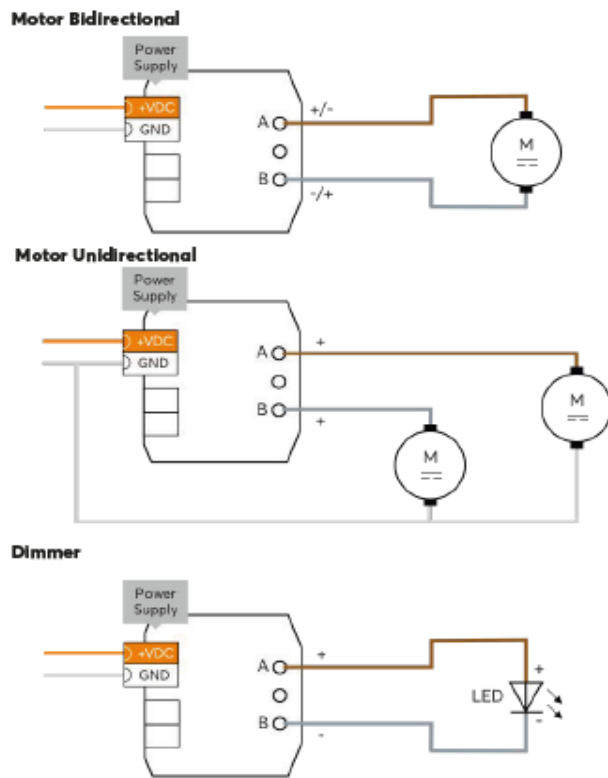 Motor Bidirectional
Power
Supply
+VDC
GND
A
B
+/-
-/+
M
Motor Unidirectional
Power
Supply
+VDC
GND
A
B
+
+
M
M
Dimmer
Power
Supply
+VDC
GND
A
B
+
-
LED
+
-